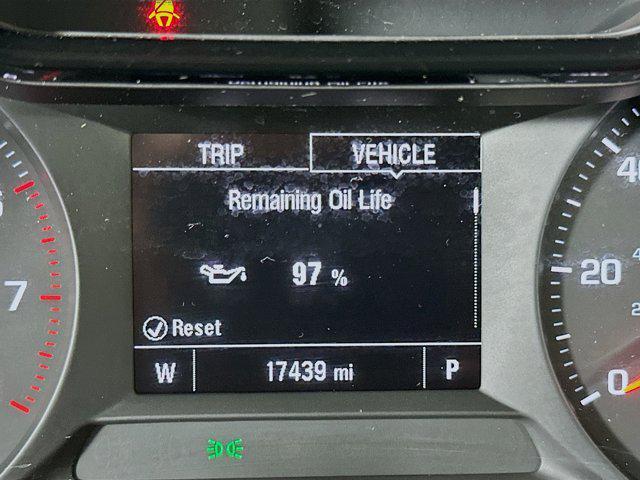 TRIP VEHICLE
Remaining Oil Life
97 %
Reset
W 17439 mi P
7
20
0